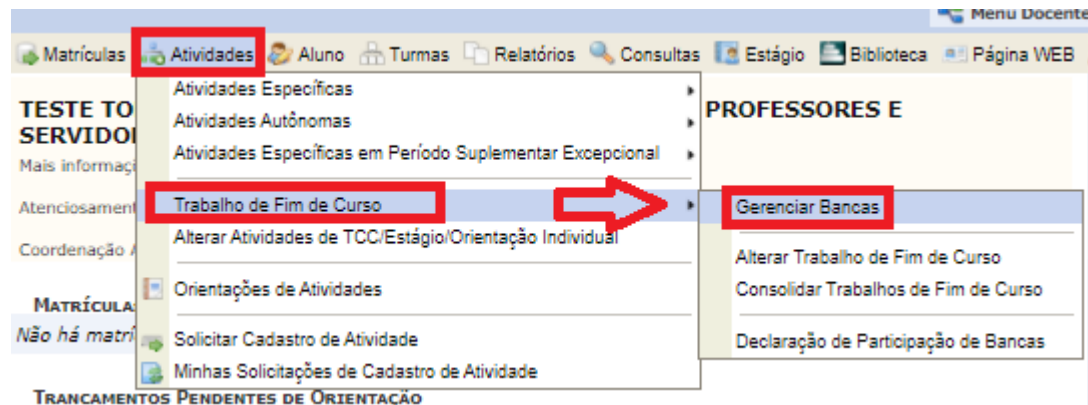 Menu Docente
Matrículas Atividades Aluno Turmas Relatórios Consultas Estágio Biblioteca Página WEB
TESTE TO
PROFESSORES E
SERVIDO
Mais informaç
Atenciosament
Coordenação
MATRÍCULA
Não há matrí
TRANCAMENTOS PENDENTES DE ORIENTAÇÃO
Atividades Específicas
Atividades Autônomas
Atividades Específicas em Período Suplementar Excepcional
Trabalho de Fim de Curso
Alterar Atividades de TCC/Estágio/Orientação Individual
Orientações de Atividades
Solicitar Cadastro de Atividade
Minhas Solicitações de Cadastro de Atividade
Gerenciar Bancas
Alterar Trabalho de Fim de Curso
Consolidar Trabalhos de Fim de Curso
Declaração de Participação de Bancas